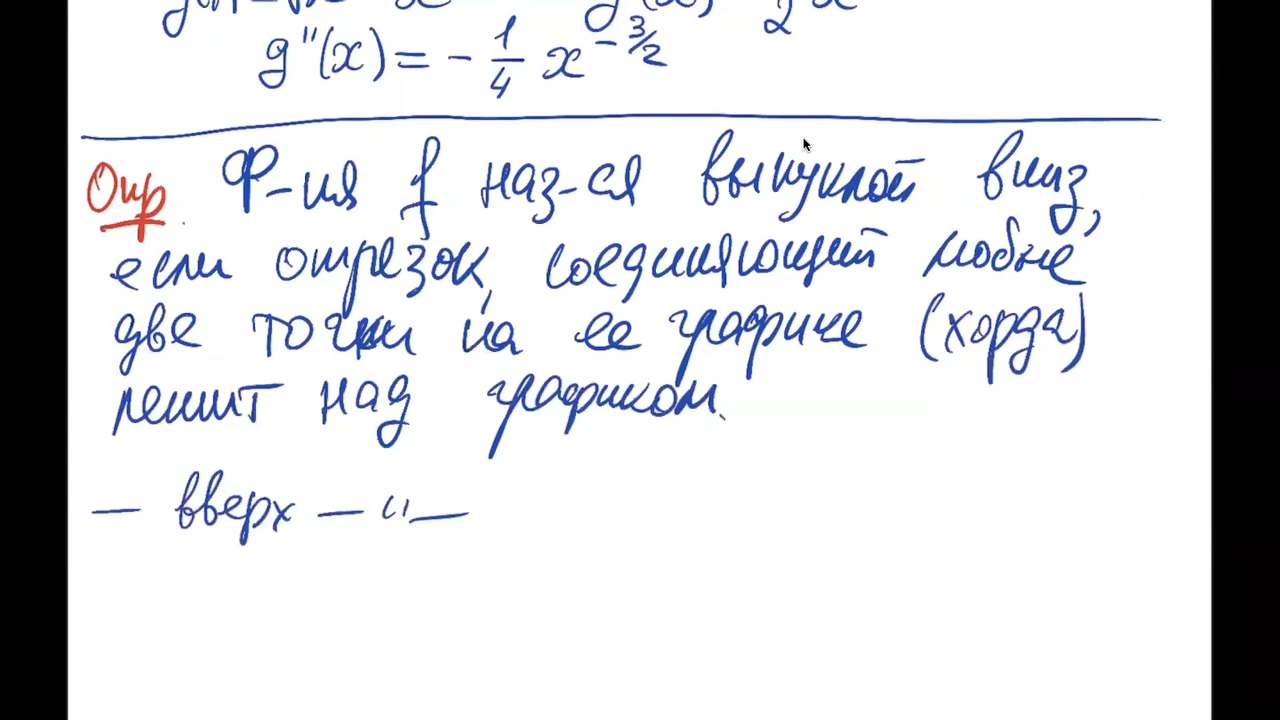 g''(x) = - 1/4 x^{-3/2}
Опр. Ф-ия f наз-ся выпуклой вниз,
если отрезок, соединяющий любые
две точки на ее графике (хорда)
лежит над графиком.
— вверх — " —